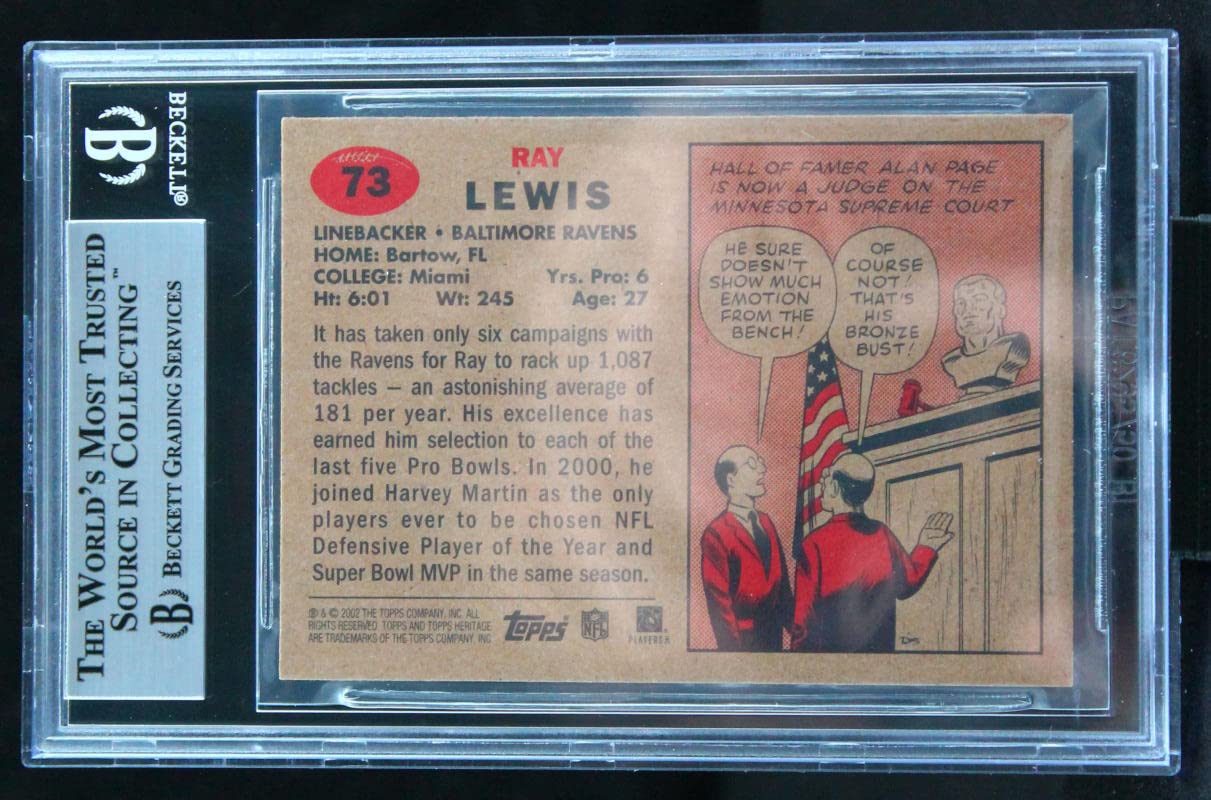 BECKETT®
B
THE WORLD'S MOST TRUSTED
SOURCE IN COLLECTING™
B BECKETT GRADING SERVICES
73
RAY
LEWIS
LINEBACKER • BALTIMORE RAVENS
HOME: Bartow, FL
COLLEGE: Miami Yrs. Pro: 6
Ht: 6:01 Wt: 245 Age: 27
It has taken only six campaigns with
the Ravens for Ray to rack up 1,087
tackles — an astonishing average of
181 per year. His excellence has
earned him selection to each of the
last five Pro Bowls. In 2000, he
joined Harvey Martin as the only
players ever to be chosen NFL
Defensive Player of the Year and
Super Bowl MVP in the same season.
® & © 2002 THE TOPPS COMPANY, INC. ALL
RIGHTS RESERVED. TOPPS AND TOPPS HERITAGE
ARE TRADEMARKS OF THE TOPPS COMPANY, INC.
Topps
NFL
PLAYERS
HALL OF FAMER ALAN PAGE
IS NOW A JUDGE ON THE
MINNESOTA SUPREME COURT
HE SURE
DOESN'T
SHOW MUCH
EMOTION
FROM THE
BENCH!
OF
COURSE
NOT!
THAT'S
HIS
BRONZE
BUST!